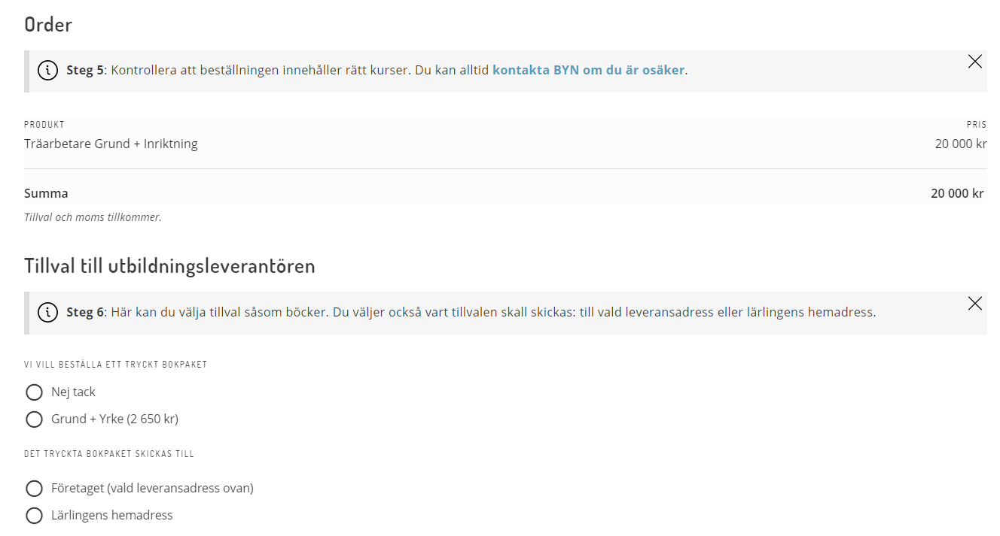 Order
Steg 5: Kontrollera att beställningen innehåller rätt kurser. Du kan alltid kontakta BYN om du är osäker.
PRODUKT PRIS
Träarbetare Grund + Inriktning 20 000 kr
Summa 20 000 kr
Tillval och moms tillkommer.
Tillval till utbildningsleverantören
Steg 6: Här kan du välja tillval såsom böcker. Du väljer också vart tillvalen skall skickas: till vald leveransadress eller lärlingens hemadress.
VI VILL BESTÄLLA ETT TRYCKT BOKPAKET
Nej tack
Grund + Yrke (2 650 kr)
DET TRYCKTA BOKPAKET SKICKAS TILL
Företaget (vald leveransadress ovan)
Lärlingens hemadress